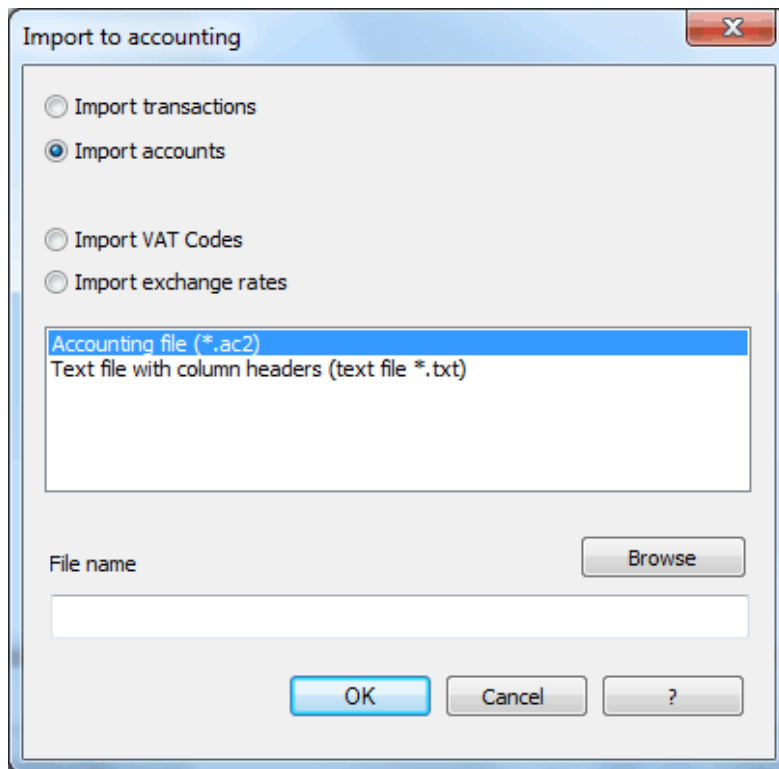 Import to accounting
Import transactions
Import accounts
Import VAT Codes
Import exchange rates
Accounting file (*.ac2)
Text file with column headers (text file *.txt)
File name
Browse
OK
Cancel
?